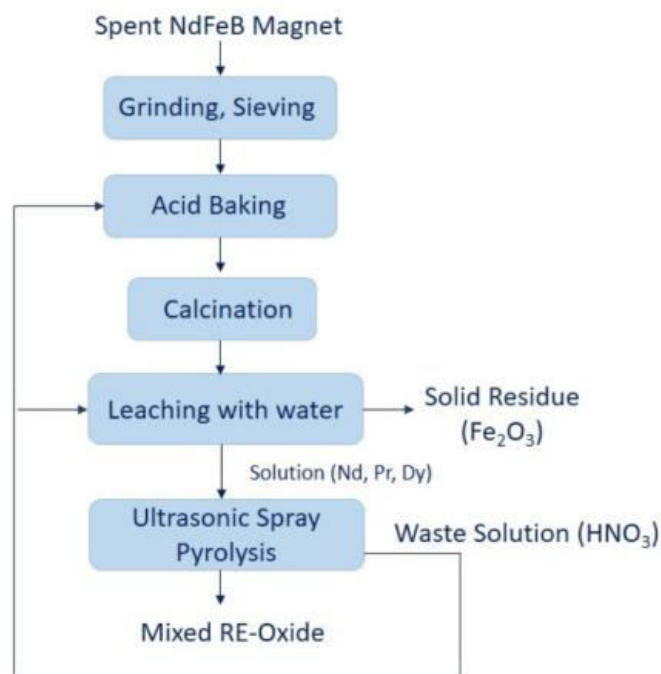 Spent NdFeB Magnet
Grinding, Sieving
Acid Baking
Calcination
Leaching with water
Solid Residue
(Fe₂O₃)
Solution (Nd, Pr, Dy)
Ultrasonic Spray
Pyrolysis
Waste Solution (HNO₃)
Mixed RE-Oxide